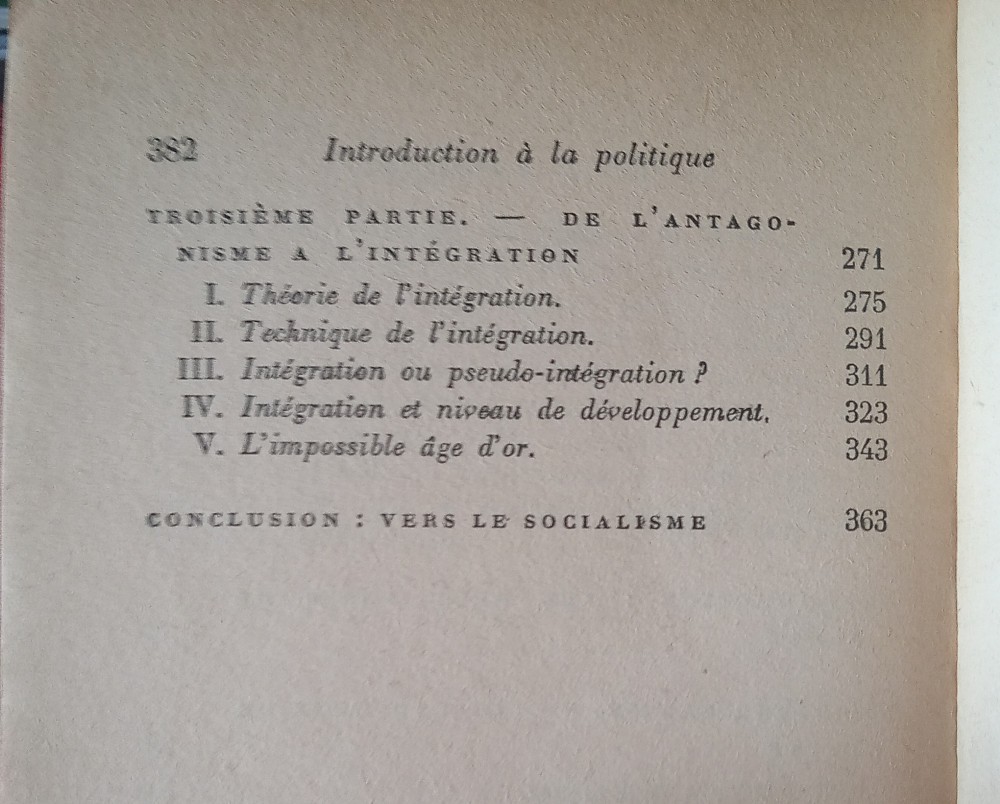 382 Introduction à la politique
TROISIÈME PARTIE. — DE L'ANTAGO-
NISME A L'INTÉGRATION 271
I. Théorie de l'intégration. 275
II. Technique de l'intégration. 291
III. Intégration ou pseudo-intégration ? 311
IV. Intégration et niveau de développement. 323
V. L'impossible âge d'or. 343
CONCLUSION : VERS LE SOCIALISME 363